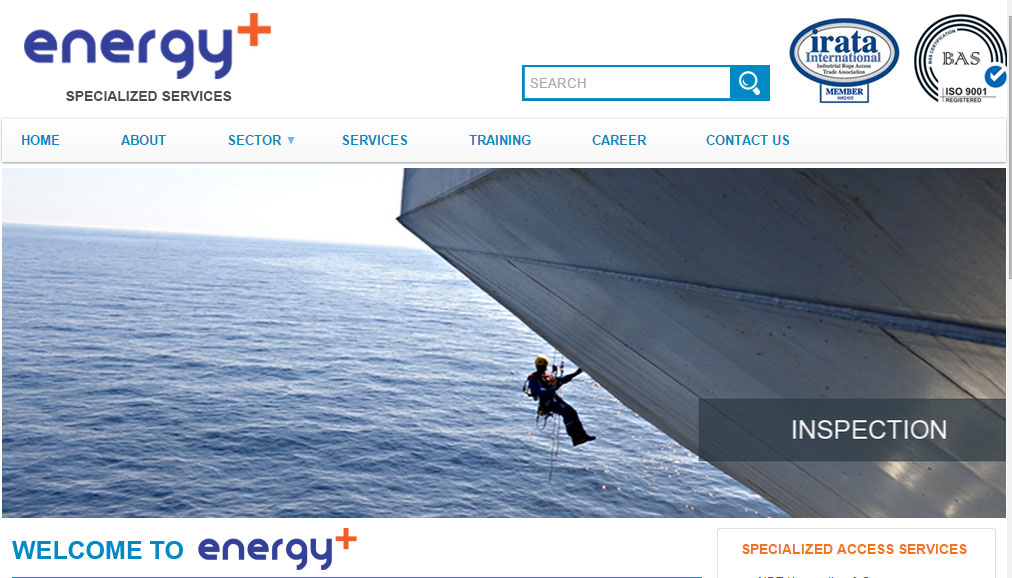 energy+
SPECIALIZED SERVICES
SEARCH
irata
International
Industrial Rope Access
Trade Association
MEMBER
BAS CERTIFICATION
BAS
ISO 9001
REGISTERED
HOME ABOUT SECTOR ▼ SERVICES TRAINING CAREER CONTACT US
INSPECTION
WELCOME TO energy+
SPECIALIZED ACCESS SERVICES